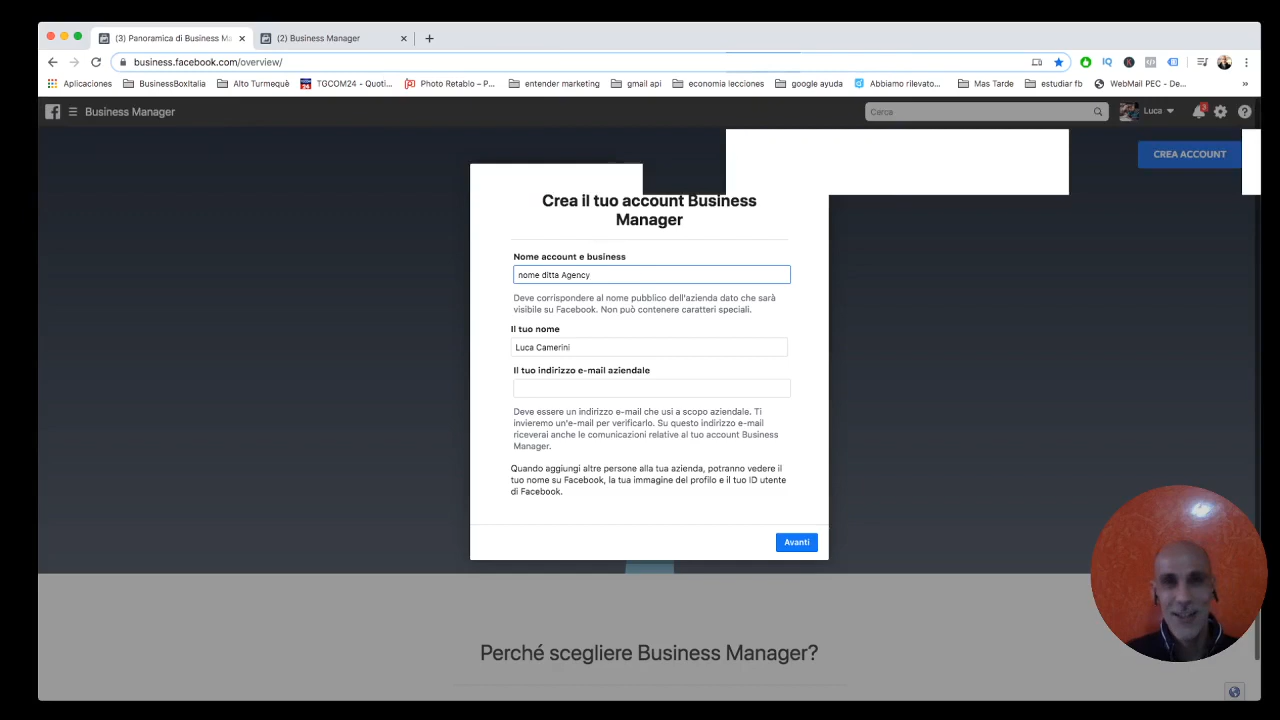 (3) Panoramica di Business Ma
(2) Business Manager
business.facebook.com/overview/
IQ
Aplicaciones
BusinessBoxItalia
Alto Turmequè
TGCOM24 - Quoti...
Photo Retablo – P...
entender marketing
gmail api
economia lecciones
google ayuda
Abbiamo rilevato...
Mas Tarde
estudiar fb
WebMail PEC - De...
»
Business Manager
Cerca
Luca
CREA ACCOUNT
Crea il tuo account Business
Manager
Nome account e business
nome ditta Agency
Deve corrispondere al nome pubblico dell'azienda dato che sarà
visibile su Facebook. Non può contenere caratteri speciali.
Il tuo nome
Luca Camerini
Il tuo indirizzo e-mail aziendale
Deve essere un indirizzo e-mail che usi a scopo aziendale. Ti
invieremo un'e-mail per verificarlo. Su questo indirizzo e-mail
riceverai anche le comunicazioni relative al tuo account Business
Manager.
Quando aggiungi altre persone alla tua azienda, potranno vedere il
tuo nome su Facebook, la tua immagine del profilo e il tuo ID utente
di Facebook.
Avanti
Perché scegliere Business Manager?